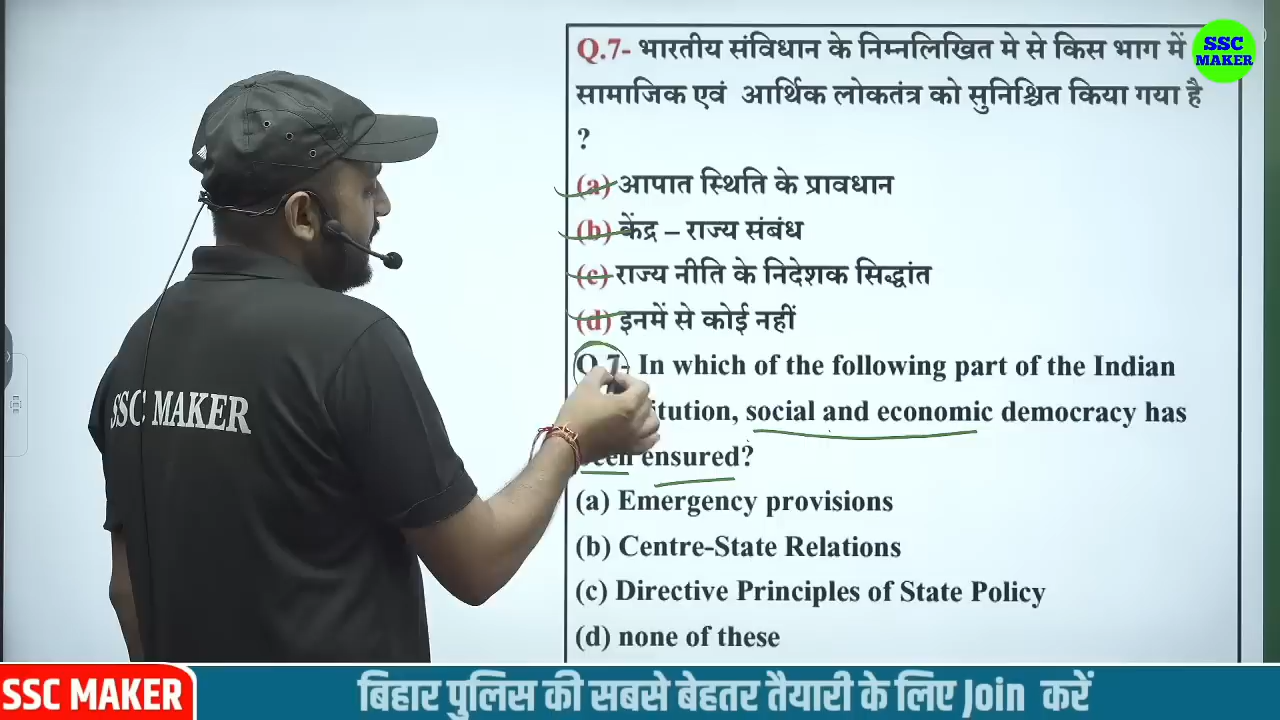 Q.7- भारतीय संविधान के निम्नलिखित मे से किस भाग में
सामाजिक एवं आर्थिक लोकतंत्र को सुनिश्चित किया गया है
?
(a) आपात स्थिति के प्रावधान
(b) केंद्र – राज्य संबंध
(c) राज्य नीति के निदेशक सिद्धांत
(d) इनमें से कोई नहीं
Q.7- In which of the following part of the Indian
social and economic democracy has
been ensured?
(a) Emergency provisions
(b) Centre-State Relations
(c) Directive Principles of State Policy
(d) none of these
SSC
MAKER
SSC MAKER
SSC MAKER
बिहार पुलिस की सबसे बेहतर तैयारी के लिए Join करें